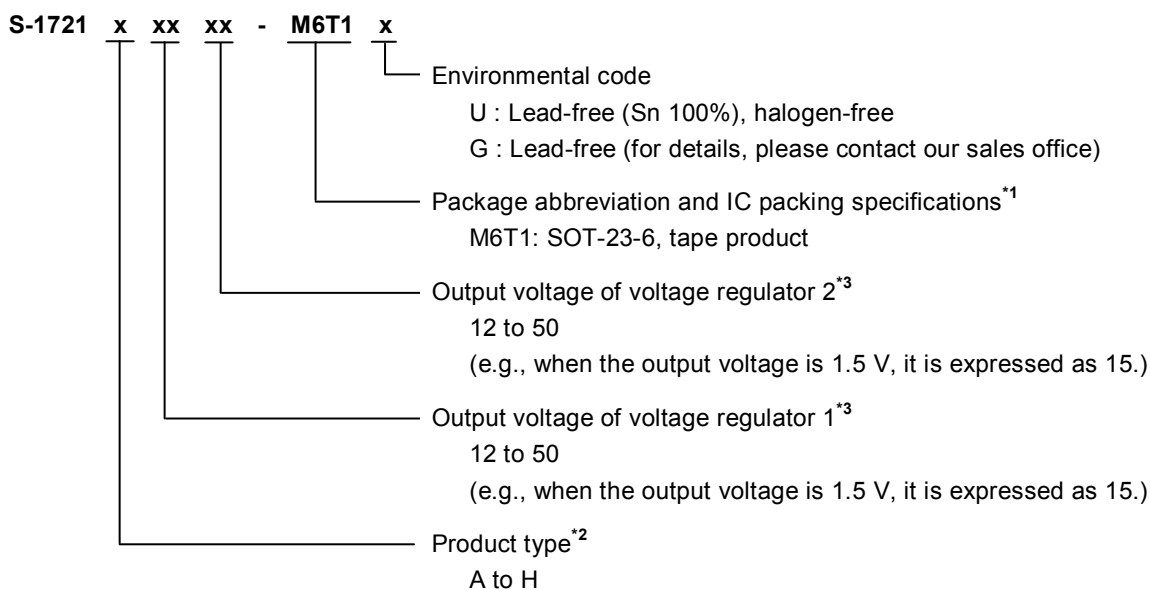 S-1721 x xx xx - M6T1 x
Environmental code
U : Lead-free (Sn 100%), halogen-free
G : Lead-free (for details, please contact our sales office)
Package abbreviation and IC packing specifications*1
M6T1: SOT-23-6, tape product
Output voltage of voltage regulator 2*3
12 to 50
(e.g., when the output voltage is 1.5 V, it is expressed as 15.)
Output voltage of voltage regulator 1*3
12 to 50
(e.g., when the output voltage is 1.5 V, it is expressed as 15.)
Product type*2
A to H